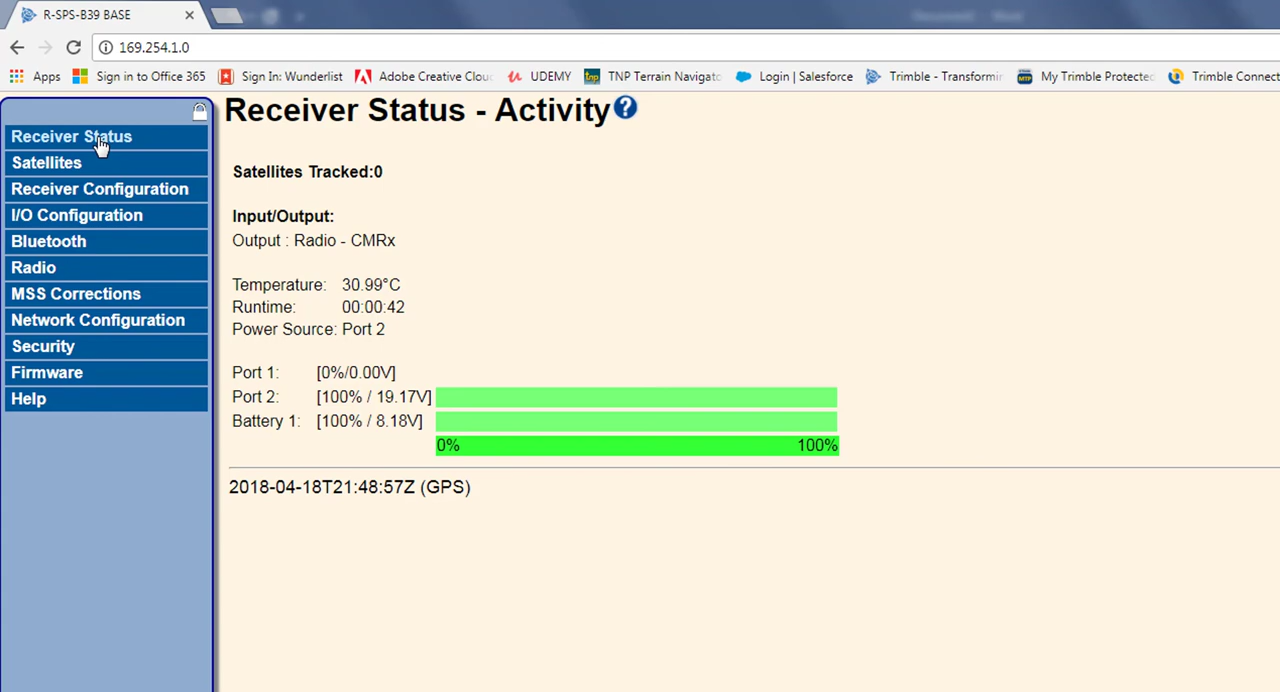 R-SPS-B39 BASE
169.254.1.0
Apps Sign in to Office 365 Sign In: Wunderlist Adobe Creative Clou UDEMY TNP Terrain Navigato Login | Salesforce Trimble - Transformin My Trimble Protected Trimble Connect
Receiver Status
Satellites
Receiver Configuration
I/O Configuration
Bluetooth
Radio
MSS Corrections
Network Configuration
Security
Firmware
Help
Receiver Status - Activity ?
Satellites Tracked:0
Input/Output:
Output : Radio - CMRx
Temperature: 30.99°C
Runtime: 00:00:42
Power Source: Port 2
Port 1: [0%/0.00V]
Port 2: [100% / 19.17V]
Battery 1: [100% / 8.18V]
0% 100%
2018-04-18T21:48:57Z (GPS)